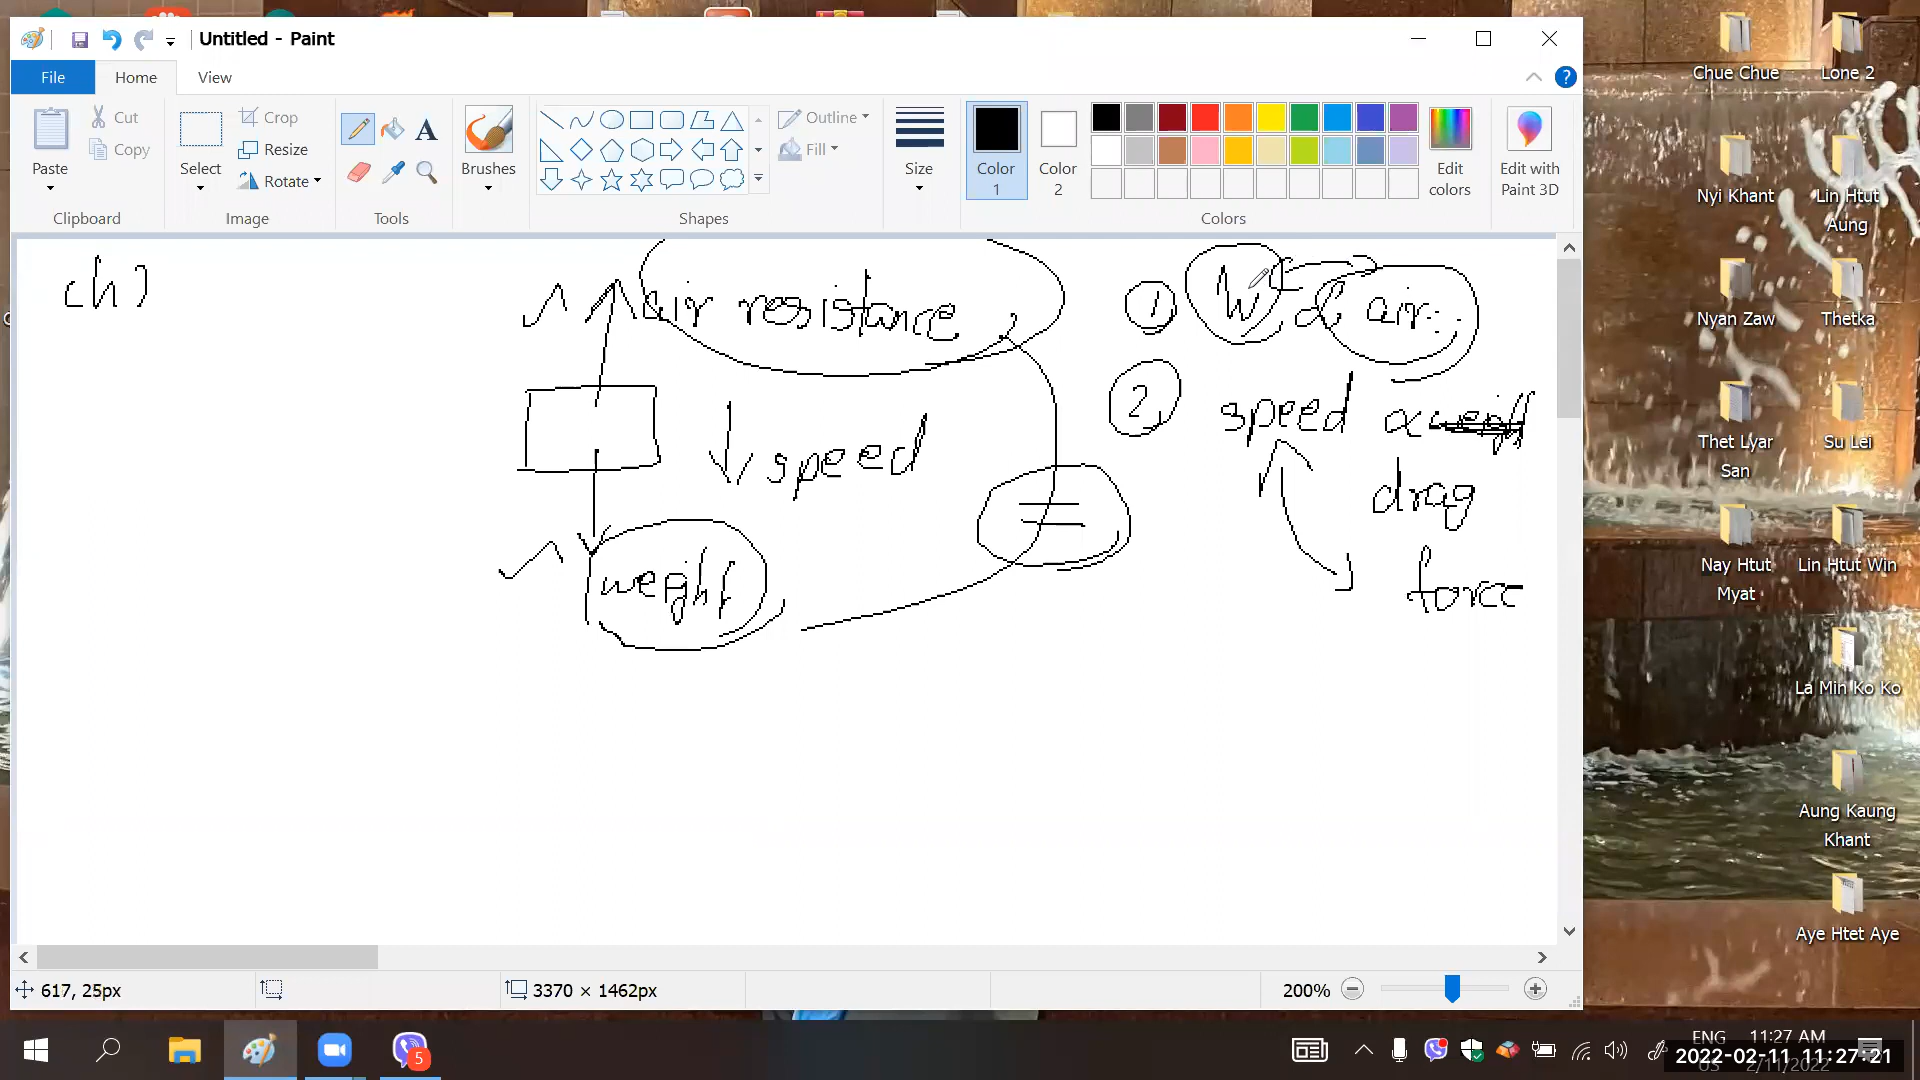 Untitled - Paint
File
Home
View
Paste
Cut
Copy
Clipboard
Select
Crop
Resize
Rotate
Image
Tools
Brushes
Shapes
Outline
Fill
Size
Color 1
Color 2
Edit colors
Colors
Edit with Paint 3D
air resistance
speed
weight
1
W & air
2
speed α
drag
force
617, 25px
3370 × 1462px
200%
Chue Chue
Lone 2
Nyi Khant
Lin Htut Aung
Nyan Zaw
Thetka
Thet Lyar San
Su Lei
Nay Htut Myat
Lin Htut Win
La Min Ko Ko
Aung Kaung Khant
Aye Htet Aye
5
ENG
11:27 AM
2022-02-11 11:27:21
2/11/2022